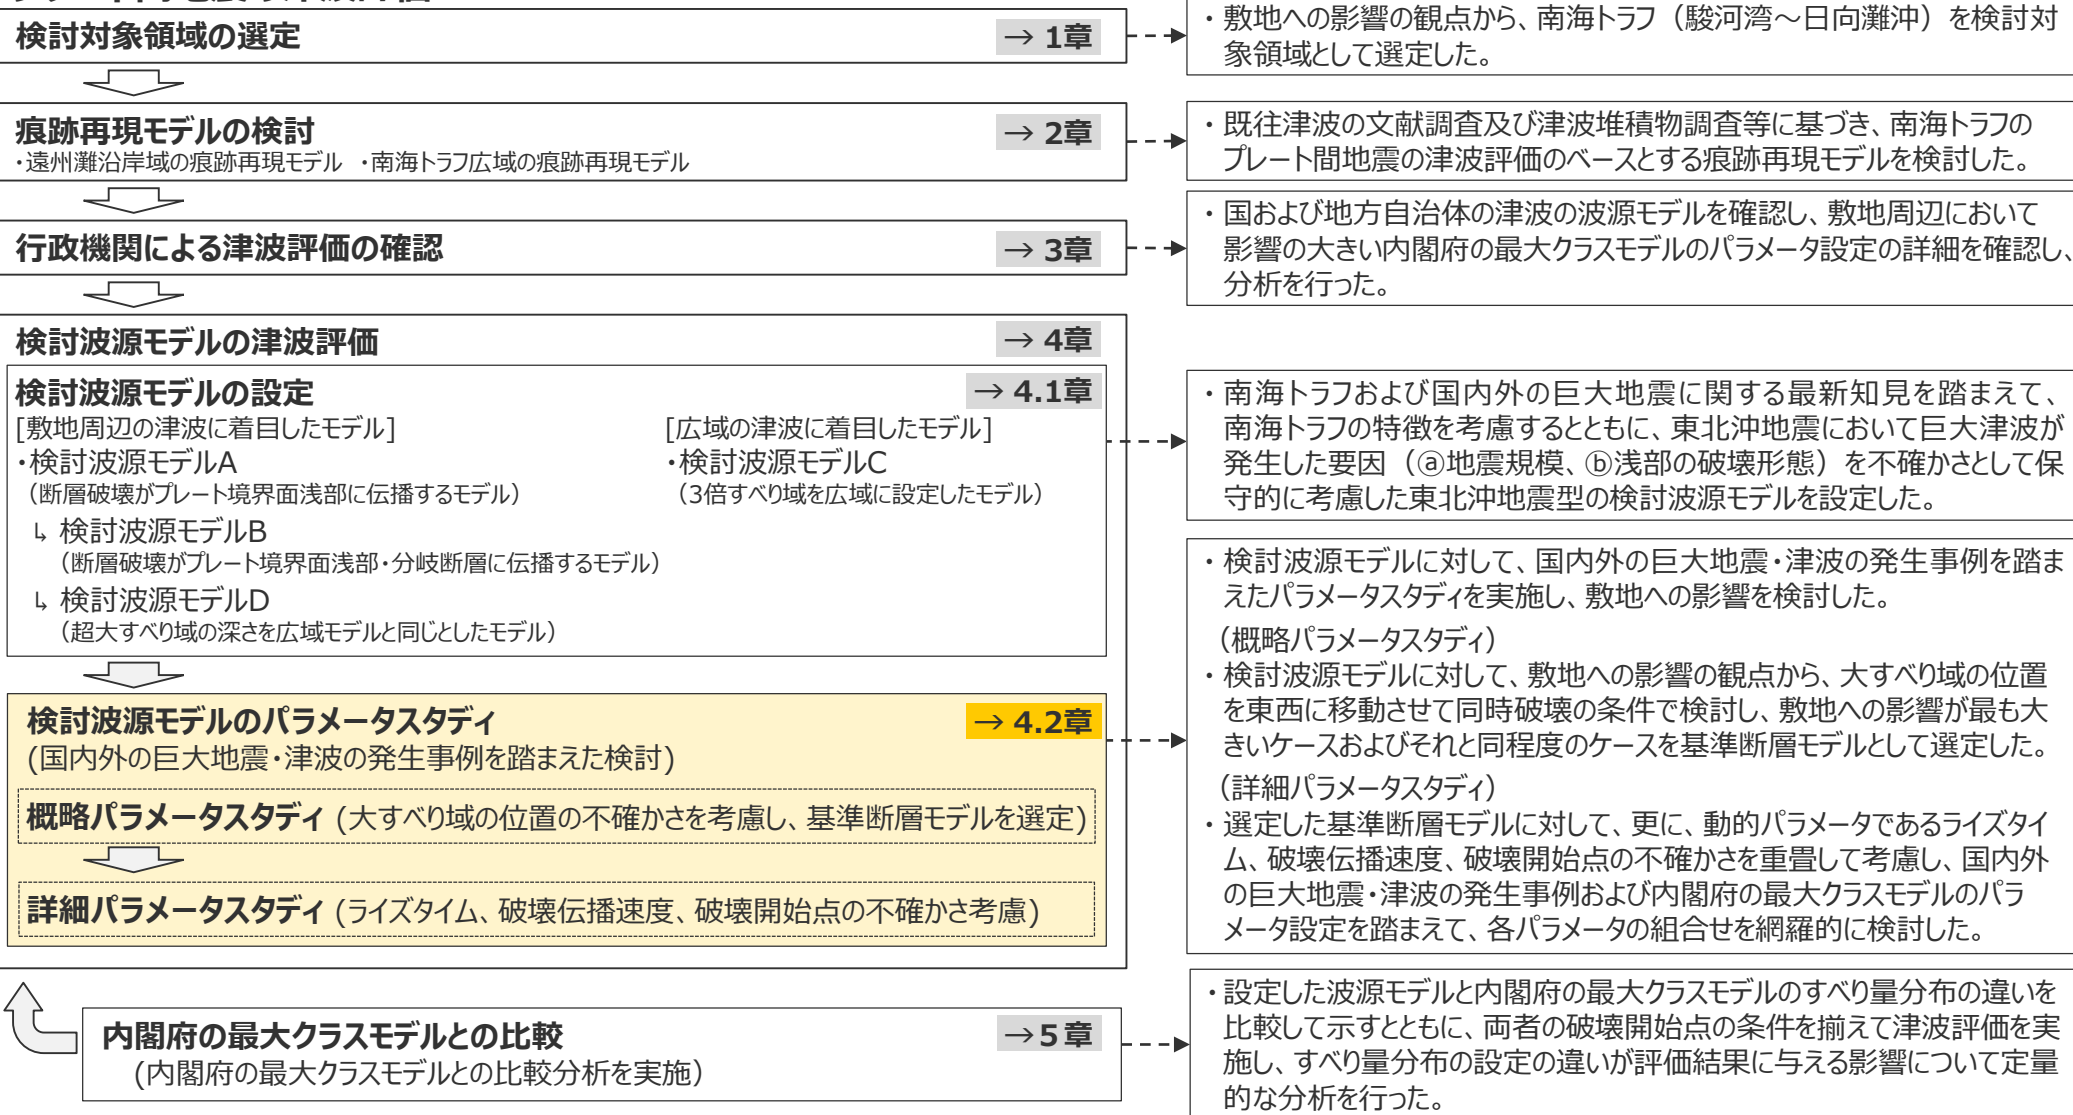 検討対象領域の選定
→ 1章
・敷地への影響の観点から、南海トラフ（駿河湾～日向灘沖）を検討対
象領域として選定した。
痕跡再現モデルの検討
→ 2章
・遠州灘沿岸域の痕跡再現モデル ・南海トラフ広域の痕跡再現モデル
・既往津波の文献調査及び津波堆積物調査等に基づき、南海トラフの
プレート間地震の津波評価のベースとする痕跡再現モデルを検討した。
行政機関による津波評価の確認
→ 3章
・国および地方自治体の津波の波源モデルを確認し、敷地周辺において
影響の大きい内閣府の最大クラスモデルのパラメータ設定の詳細を確認し、
分析を行った。
検討波源モデルの津波評価
→ 4章
検討波源モデルの設定
→ 4.1章
[敷地周辺の津波に着目したモデル]
・検討波源モデルA
（断層破壊がプレート境界面浅部に伝播するモデル）
↳ 検討波源モデルB
（断層破壊がプレート境界面浅部・分岐断層に伝播するモデル）
↳ 検討波源モデルD
（超大すべり域の深さを広域モデルと同じとしたモデル）
[広域の津波に着目したモデル]
・検討波源モデルC
（3倍すべり域を広域に設定したモデル）
・南海トラフおよび国内外の巨大地震に関する最新知見を踏まえて、
南海トラフの特徴を考慮するとともに、東北沖地震において巨大津波が
発生した要因（ⓐ地震規模、ⓑ浅部の破壊形態）を不確かさとして保
守的に考慮した東北沖地震型の検討波源モデルを設定した。
検討波源モデルのパラメータスタディ
→ 4.2章
(国内外の巨大地震・津波の発生事例を踏まえた検討)
概略パラメータスタディ (大すべり域の位置の不確かさを考慮し、基準断層モデルを選定)
詳細パラメータスタディ (ライズタイム、破壊伝播速度、破壊開始点の不確かさ考慮)
・検討波源モデルに対して、国内外の巨大地震・津波の発生事例を踏ま
えたパラメータスタディを実施し、敷地への影響を検討した。
（概略パラメータスタディ）
・検討波源モデルに対して、敷地への影響の観点から、大すべり域の位置
を東西に移動させて同時破壊の条件で検討し、敷地への影響が最も大
きいケースおよびそれと同程度のケースを基準断層モデルとして選定した。
（詳細パラメータスタディ）
・選定した基準断層モデルに対して、更に、動的パラメータであるライズタイ
ム、破壊伝播速度、破壊開始点の不確かさを重畳して考慮し、国内外
の巨大地震・津波の発生事例および内閣府の最大クラスモデルのパラ
メータ設定を踏まえて、各パラメータの組合せを網羅的に検討した。
内閣府の最大クラスモデルとの比較
→5章
(内閣府の最大クラスモデルとの比較分析を実施)
・設定した波源モデルと内閣府の最大クラスモデルのすべり量分布の違いを
比較して示すとともに、両者の破壊開始点の条件を揃えて津波評価を実
施し、すべり量分布の設定の違いが評価結果に与える影響について定量
的な分析を行った。